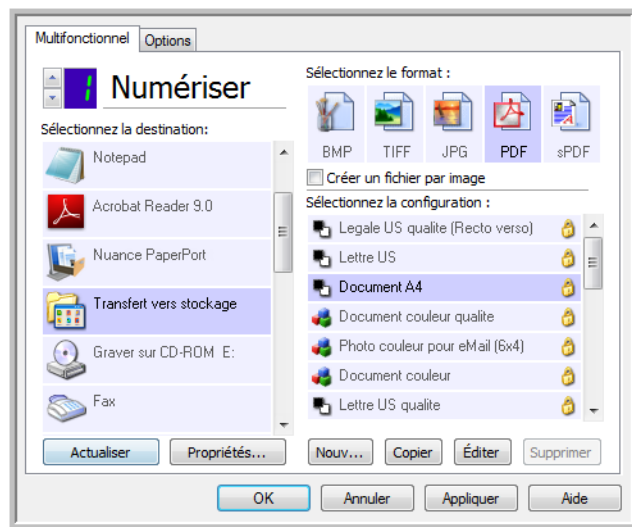 Multifonctionnel
Options
1 Numériser
Sélectionnez la destination:
Notepad
Acrobat Reader 9.0
Nuance PaperPort
Transfert vers stockage
Graver sur CD-ROM E:
Fax
Actualiser
Propriétés...
Sélectionnez le format :
BMP
TIFF
JPG
PDF
sPDF
Créer un fichier par image
Sélectionnez la configuration :
Legale US qualite (Recto verso)
Lettre US
Document A4
Document couleur qualite
Photo couleur pour eMail (6x4)
Document couleur
Lettre US qualite
Nouv...
Copier
Éditer
Supprimer
OK
Annuler
Appliquer
Aide